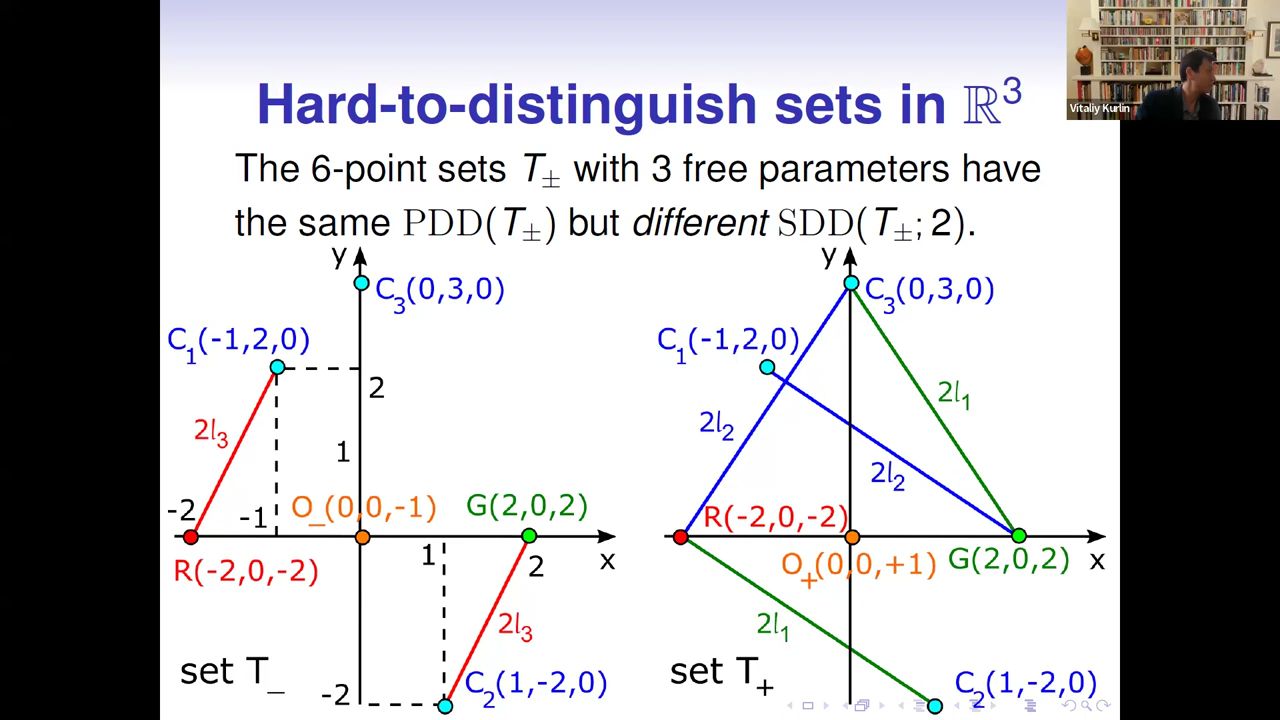 Hard-to-distinguish sets in ℝ³
Vitaliy Kurlin
The 6-point sets T± with 3 free parameters have
the same PDD(T±) but different SDD(T±; 2).
y
C₃(0,3,0)
C₁(-1,2,0)
2
2l₃
1
-2
-1
O₋(0,0,-1)
G(2,0,2)
1
2
x
R(-2,0,-2)
2l₃
set T₋
-2
C₂(1,-2,0)
y
C₃(0,3,0)
C₁(-1,2,0)
2l₁
2l₂
2l₂
R(-2,0,-2)
O₊(0,0,+1)
G(2,0,2)
x
2l₁
set T₊
C₂(1,-2,0)